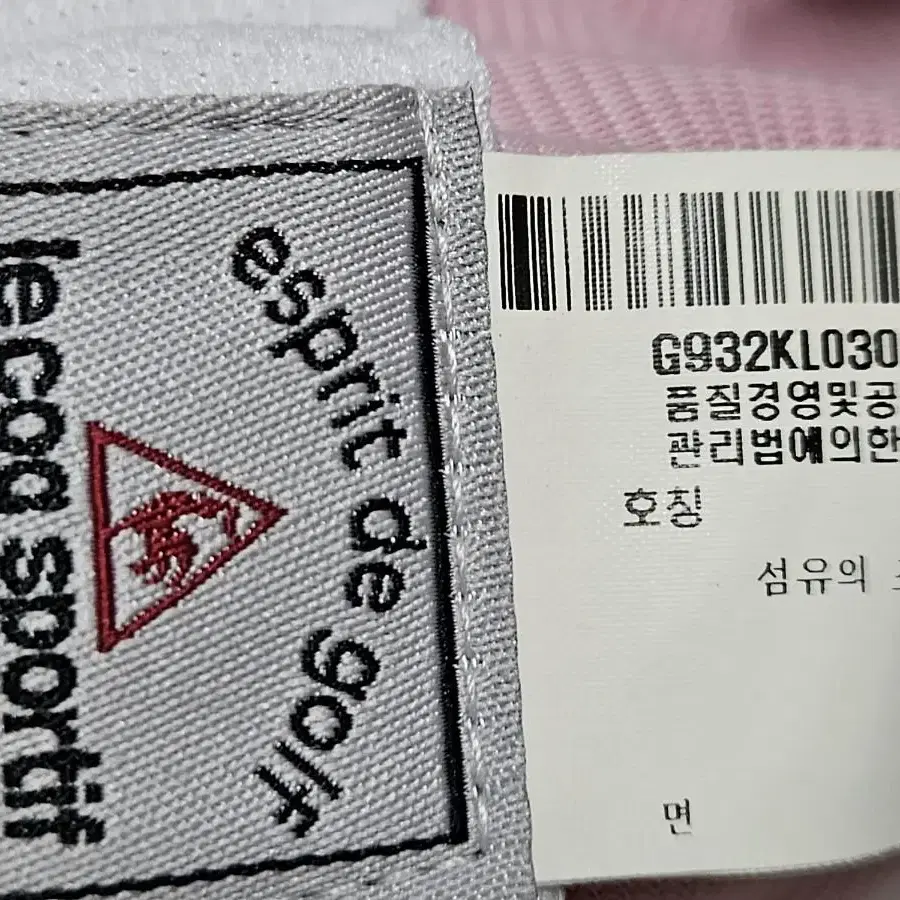 esprit de golf
le coq sportif
G932KL030
품질경영및공
관리법에의한
호칭
섬유의
면